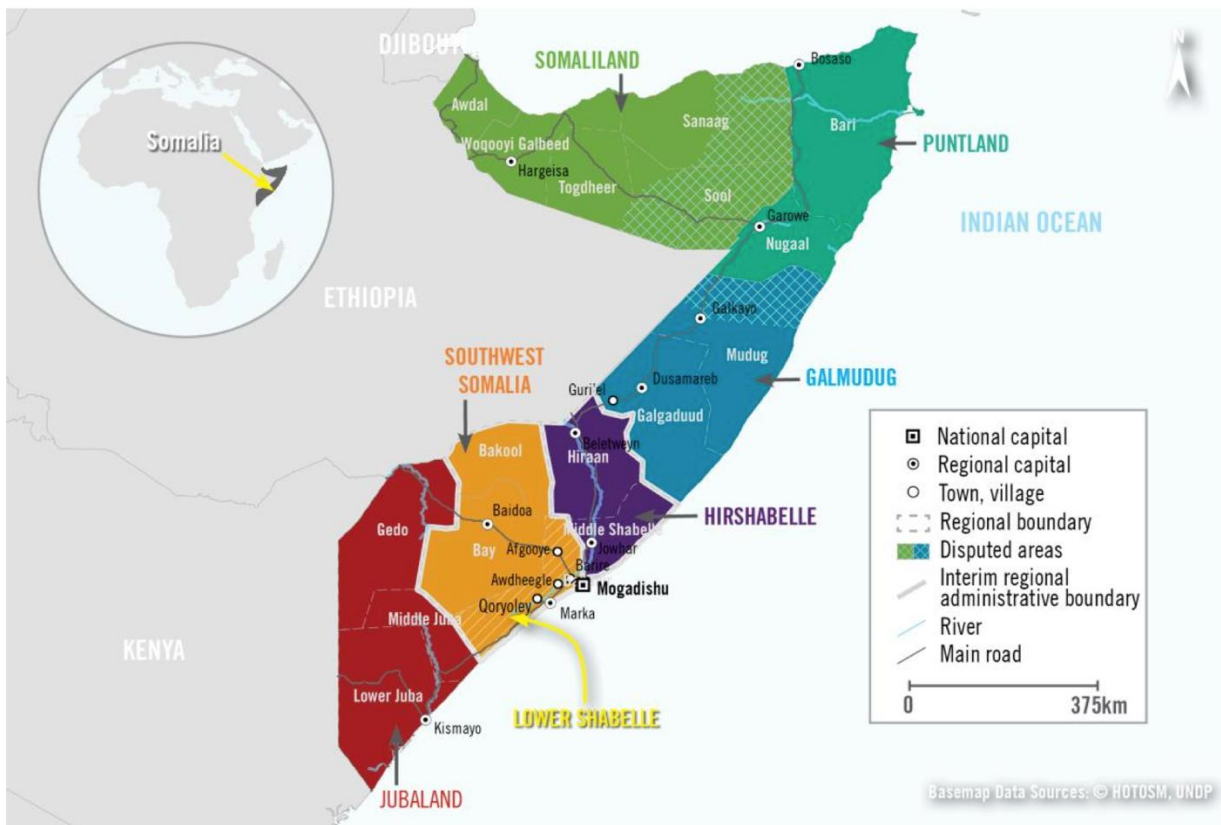 DJIBOUTI
SOMALILAND
N
Somalia
Awdal
Woqooyi Galbeed
Hargeisa
Togdheer
Sanaag
Sool
Bosaso
Bari
PUNTLAND
Garowe
Nugaal
INDIAN OCEAN
ETHIOPIA
Galkayo
Mudug
GALMUDUG
SOUTHWEST
SOMALIA
Guri'el
Dusamareb
Galgaduud
Beletweyn
Hiraan
Bakool
Middle Shabelle
HIRSHABELLE
Jowhar
Gedo
Baidoa
Bay
Afgooye
Barire
Awdheegle
Mogadishu
Qoryoley
Marka
Middle Juba
KENYA
Lower Juba
Kismayo
LOWER SHABELLE
JUBALAND
National capital
Regional capital
Town, village
Regional boundary
Disputed areas
Interim regional
administrative boundary
River
Main road
0 375km
Basemap Data Sources: © HOTOSM, UNDP